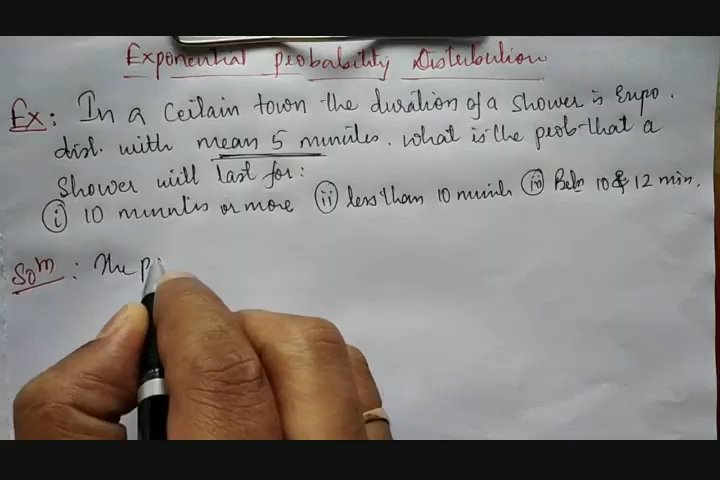 Exponential probability Distribution
Ex: In a certain town the duration of a shower is Expo.
dist. with mean 5 minutes. what is the prob. that a
shower will last for:
(i) 10 minutes or more (ii) less than 10 minute (iii) Betn 10 & 12 min.
Som : The p